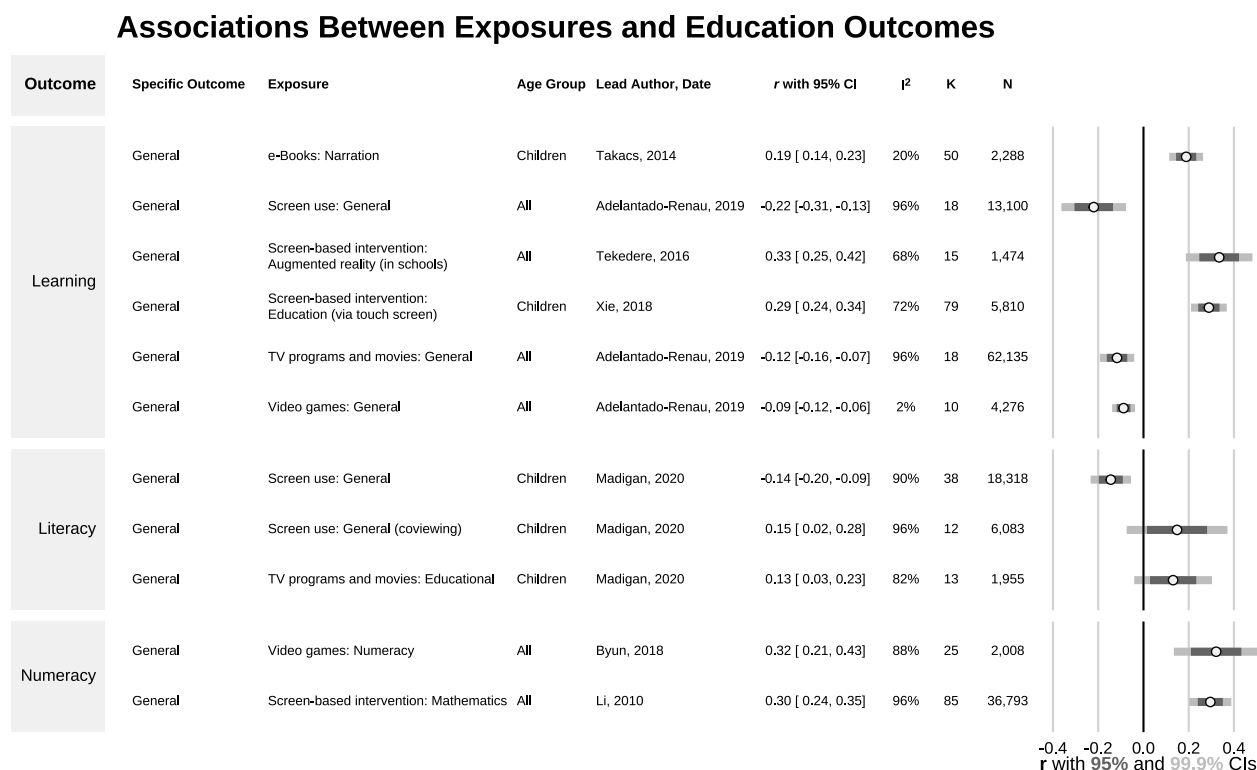 Associations Between Exposures and Education Outcomes
Outcome Specific Outcome Exposure Age Group Lead Author, Date r with 95% CI I2 K N
Learning
General e-Books: Narration Children Takacs, 2014 0.19 [ 0.14, 0.23] 20% 50 2,288
General Screen use: General All Adelantado-Renau, 2019 -0.22 [-0.31, -0.13] 96% 18 13,100
General Screen-based intervention:
Augmented reality (in schools) All Tekedere, 2016 0.33 [ 0.25, 0.42] 68% 15 1,474
General Screen-based intervention:
Education (via touch screen) Children Xie, 2018 0.29 [ 0.24, 0.34] 72% 79 5,810
General TV programs and movies: General All Adelantado-Renau, 2019 -0.12 [-0.16, -0.07] 96% 18 62,135
General Video games: General All Adelantado-Renau, 2019 -0.09 [-0.12, -0.06] 2% 10 4,276
Literacy
General Screen use: General Children Madigan, 2020 -0.14 [-0.20, -0.09] 90% 38 18,318
General Screen use: General (coviewing) Children Madigan, 2020 0.15 [ 0.02, 0.28] 96% 12 6,083
General TV programs and movies: Educational Children Madigan, 2020 0.13 [ 0.03, 0.23] 82% 13 1,955
Numeracy
General Video games: Numeracy All Byun, 2018 0.32 [ 0.21, 0.43] 88% 25 2,008
General Screen-based intervention: Mathematics All Li, 2010 0.30 [ 0.24, 0.35] 96% 85 36,793
-0.4 -0.2 0.0 0.2 0.4
r with 95% and 99.9% CIs